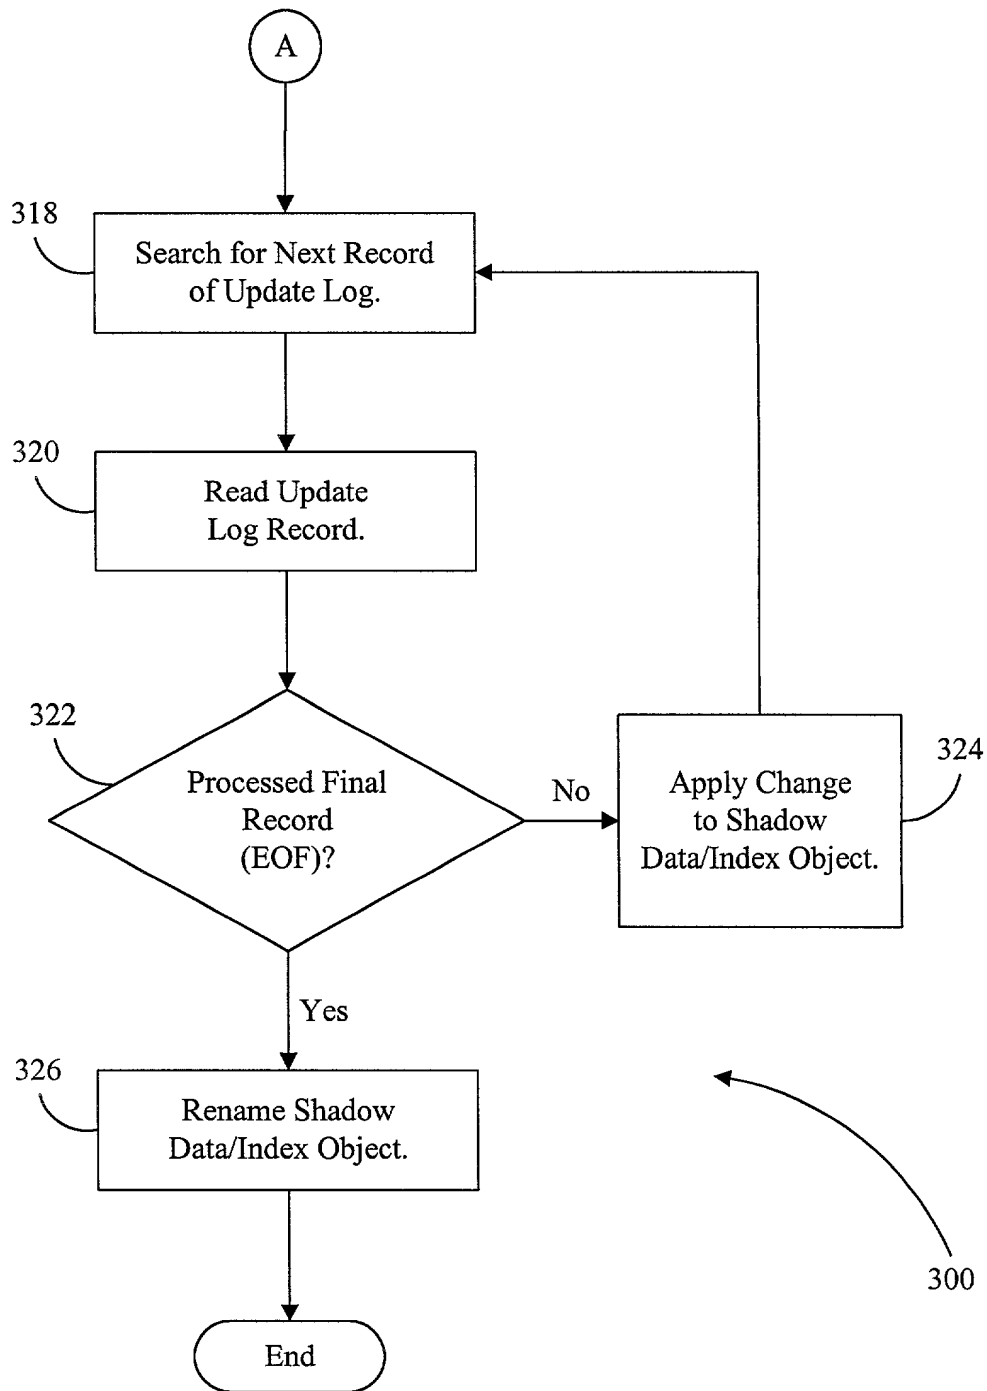 A
318
Search for Next Record
of Update Log.
320
Read Update
Log Record.
322
Processed Final
Record
(EOF)?
No
324
Apply Change
to Shadow
Data/Index Object.
Yes
326
Rename Shadow
Data/Index Object.
300
End